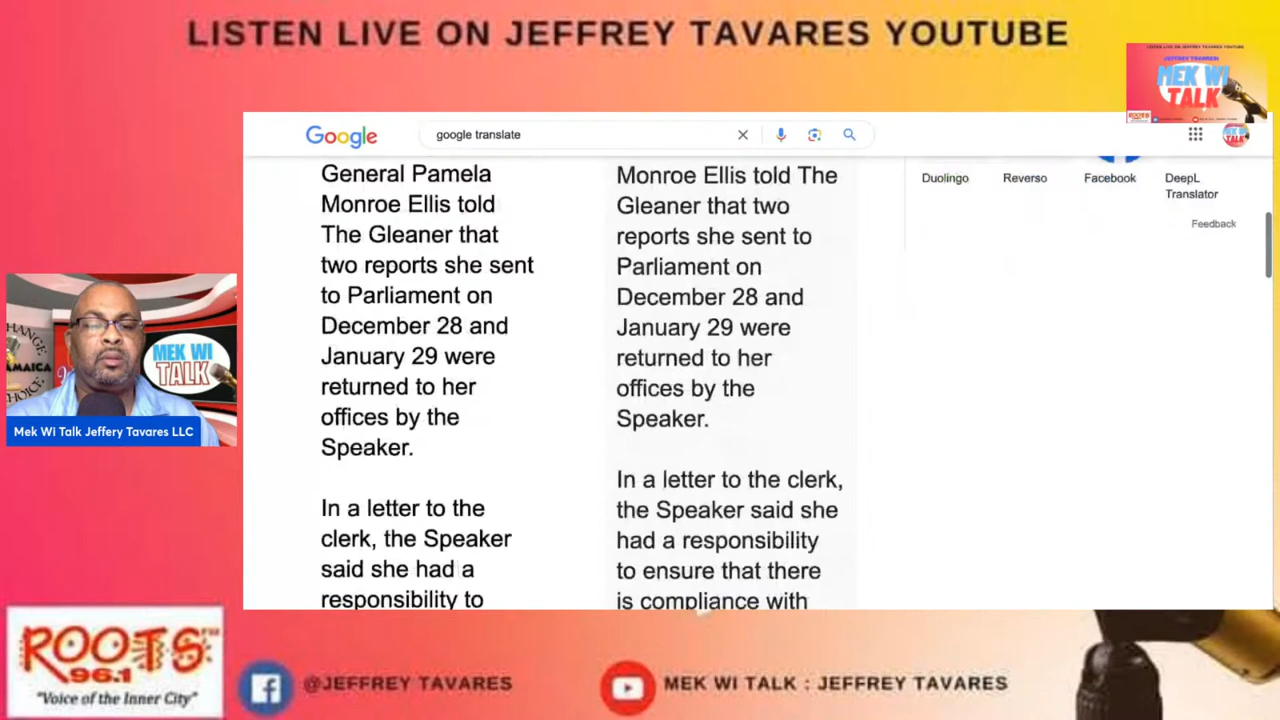 LISTEN LIVE ON JEFFREY TAVARES YOUTUBE
MEK WI
TALK
Google
google translate
General Pamela
Monroe Ellis told
The Gleaner that
two reports she sent
to Parliament on
December 28 and
January 29 were
returned to her
offices by the
Speaker.
In a letter to the
clerk, the Speaker
said she had a
responsibility to
Monroe Ellis told The
Gleaner that two
reports she sent to
Parliament on
December 28 and
January 29 were
returned to her
offices by the
Speaker.
In a letter to the clerk,
the Speaker said she
had a responsibility
to ensure that there
is compliance with
Duolingo
Reverso
Facebook
DeepL
Translator
Feedback
MEK WI
TALK
Mek Wi Talk Jeffery Tavares LLC
ROOTS FM
96.1
"Voice of the Inner City"
@JEFFREY TAVARES
MEK WI TALK : JEFFREY TAVARES